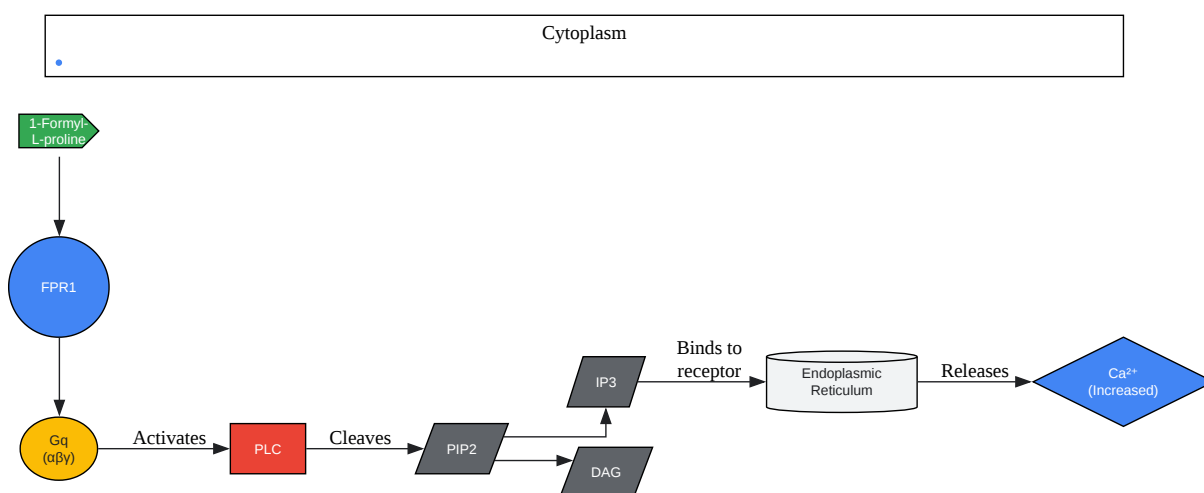 Cytoplasm
1-Formyl-
L-proline
FPR1
Gq
(αβγ)
Activates
PLC
Cleaves
PIP2
IP3
DAG
Binds to
receptor
Endoplasmic
Reticulum
Releases
Ca²⁺
(Increased)